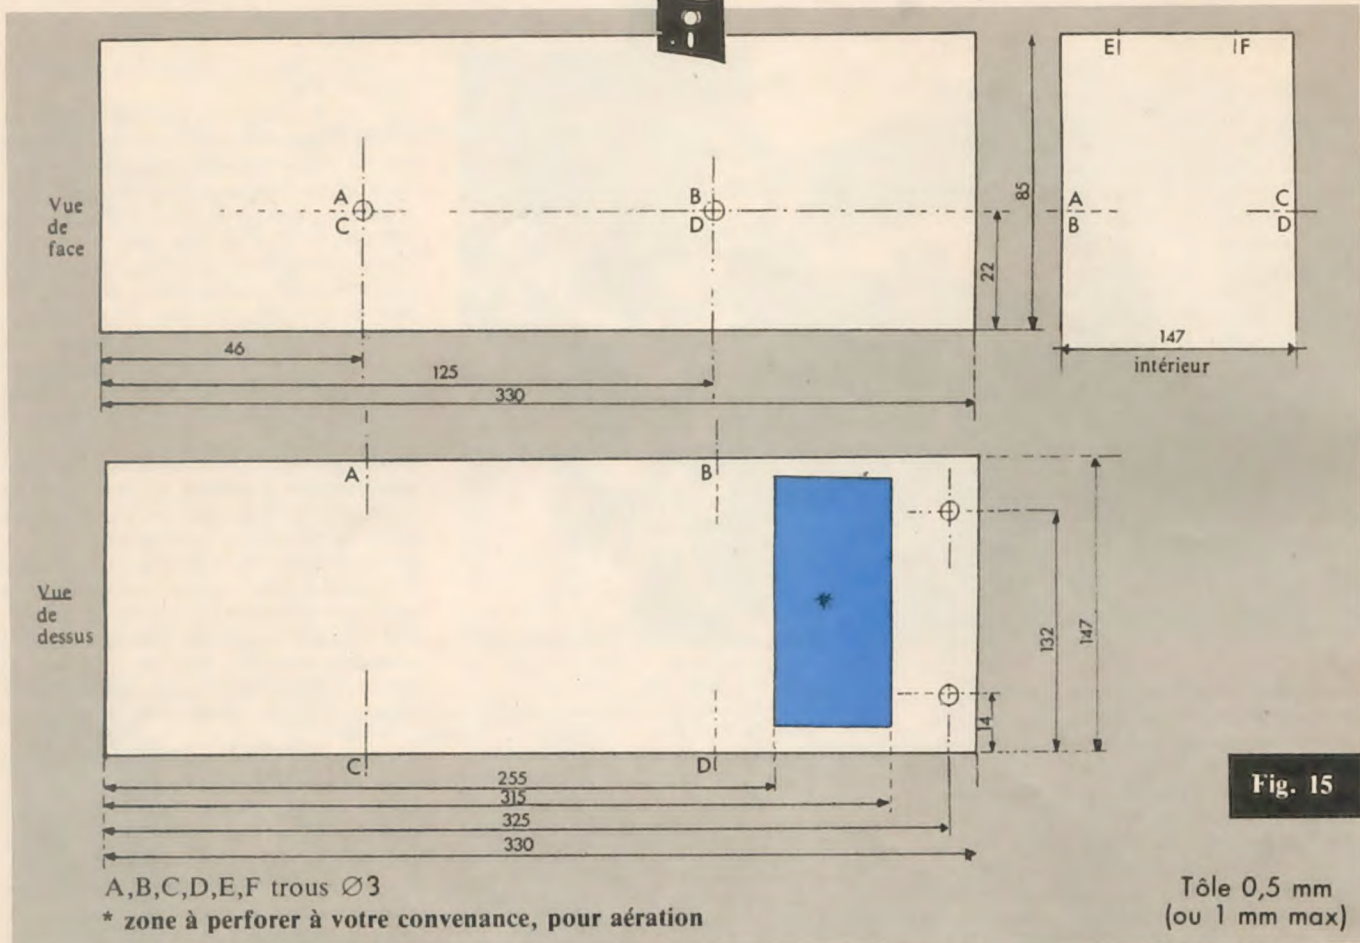 E F
Vue
de
face
A
C
B
D
85
22
A
B
C
D
46
125
330
147
intérieur
A
B
Vue
de
dessus
132
147
14
C
D
255
315
325
330
Fig. 15
A,B,C,D,E,F trous Ø3
* zone à perforer à votre convenance, pour aération
Tôle 0,5 mm
(ou 1 mm max)